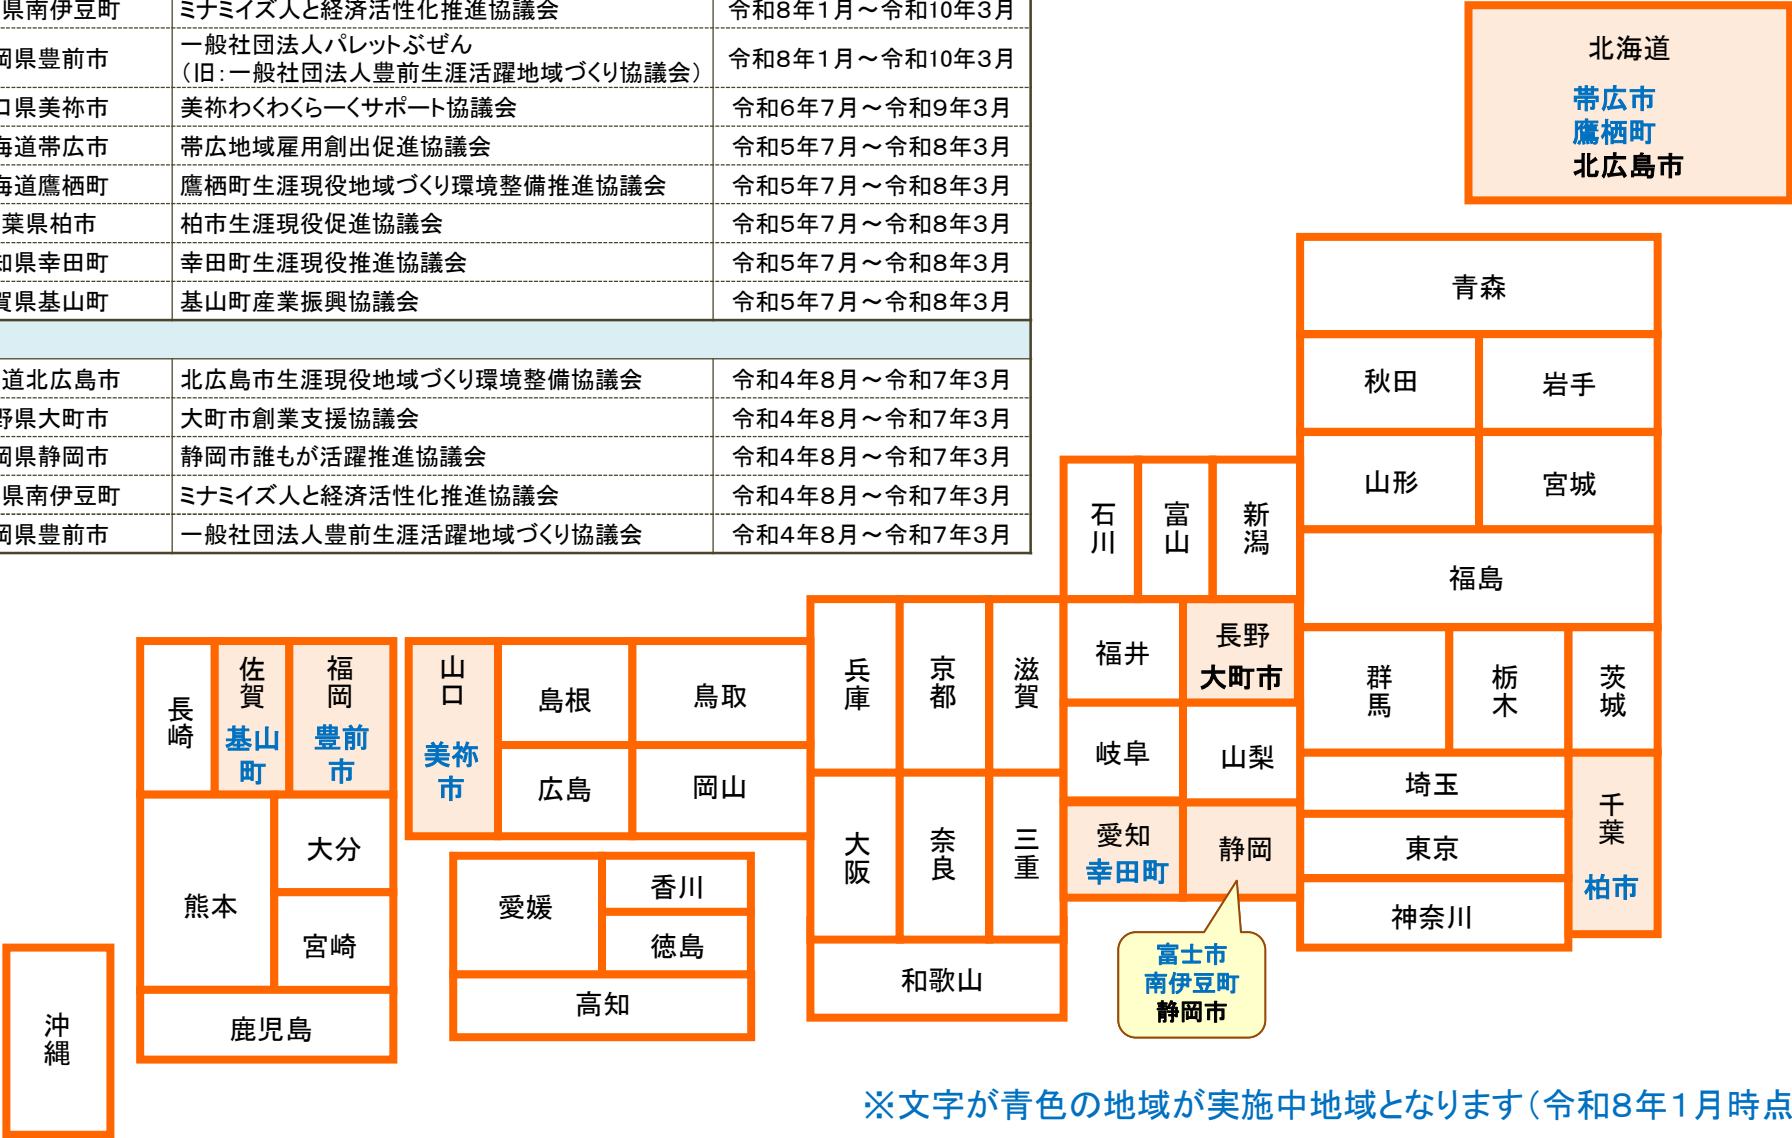 県南伊豆町 ミナミイズ人と経済活性化推進協議会 令和8年1月～令和10年3月
岡県豊前市 一般社団法人パレットぶぜん
（旧：一般社団法人豊前生涯活躍地域づくり協議会） 令和8年1月～令和10年3月
口県美祢市 美祢わくわくらーくサポート協議会 令和6年7月～令和9年3月
海道帯広市 帯広地域雇用創出促進協議会 令和5年7月～令和8年3月
海道鷹栖町 鷹栖町生涯現役地域づくり環境整備推進協議会 令和5年7月～令和8年3月
葉県柏市 柏市生涯現役促進協議会 令和5年7月～令和8年3月
知県幸田町 幸田町生涯現役推進協議会 令和5年7月～令和8年3月
賀県基山町 基山町産業振興協議会 令和5年7月～令和8年3月
道北広島市 北広島市生涯現役地域づくり環境整備協議会 令和4年8月～令和7年3月
野県大町市 大町市創業支援協議会 令和4年8月～令和7年3月
岡県静岡市 静岡市誰もが活躍推進協議会 令和4年8月～令和7年3月
県南伊豆町 ミナミイズ人と経済活性化推進協議会 令和4年8月～令和7年3月
岡県豊前市 一般社団法人豊前生涯活躍地域づくり協議会 令和4年8月～令和7年3月
北海道
帯広市
鷹栖町
北広島市
青森
秋田
岩手
山形
宮城
福島
石川
富山
新潟
福井
長野
大町市
群馬
栃木
茨城
岐阜
山梨
埼玉
千葉
柏市
東京
神奈川
愛知
幸田町
静岡
富士市
南伊豆町
静岡市
兵庫
京都
滋賀
大阪
奈良
三重
和歌山
山口
美祢市
島根
鳥取
広島
岡山
愛媛
香川
徳島
高知
長崎
佐賀
基山町
福岡
豊前市
熊本
大分
宮崎
鹿児島
沖縄
※文字が青色の地域が実施中地域となります（令和8年1月時点